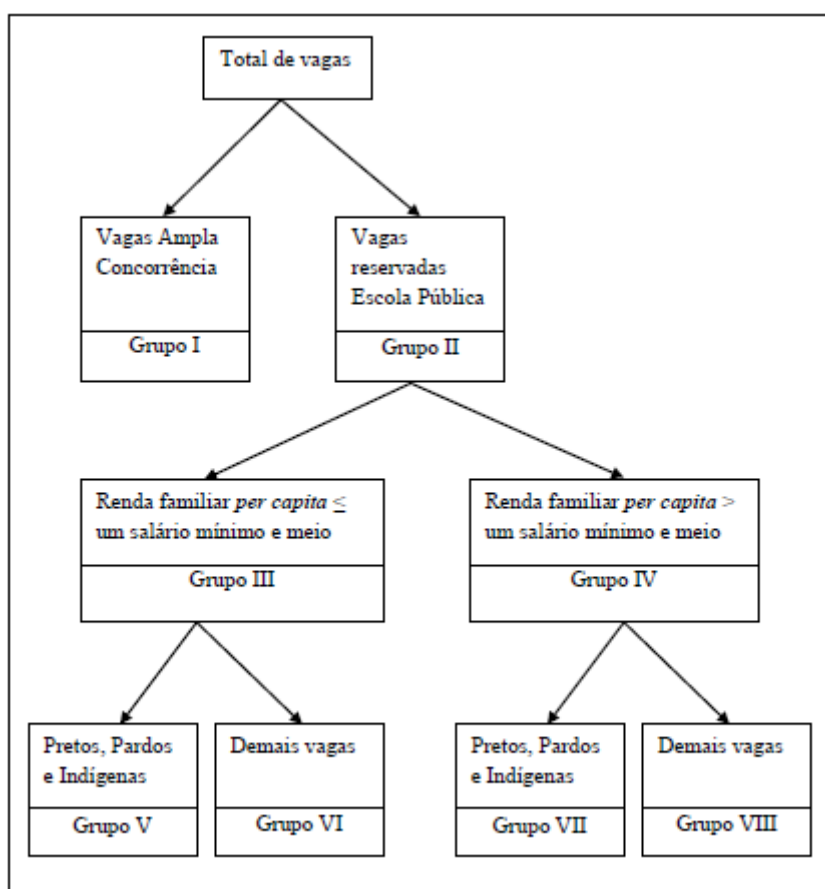 Total de vagas
Vagas Ampla
Concorrência
Grupo I
Vagas
reservadas
Escola Pública
Grupo II
Renda familiar per capita ≤
um salário mínimo e meio
Grupo III
Renda familiar per capita >
um salário mínimo e meio
Grupo IV
Pretos, Pardos
e Indígenas
Grupo V
Demais vagas
Grupo VI
Pretos, Pardos
e Indígenas
Grupo VII
Demais vagas
Grupo VIII